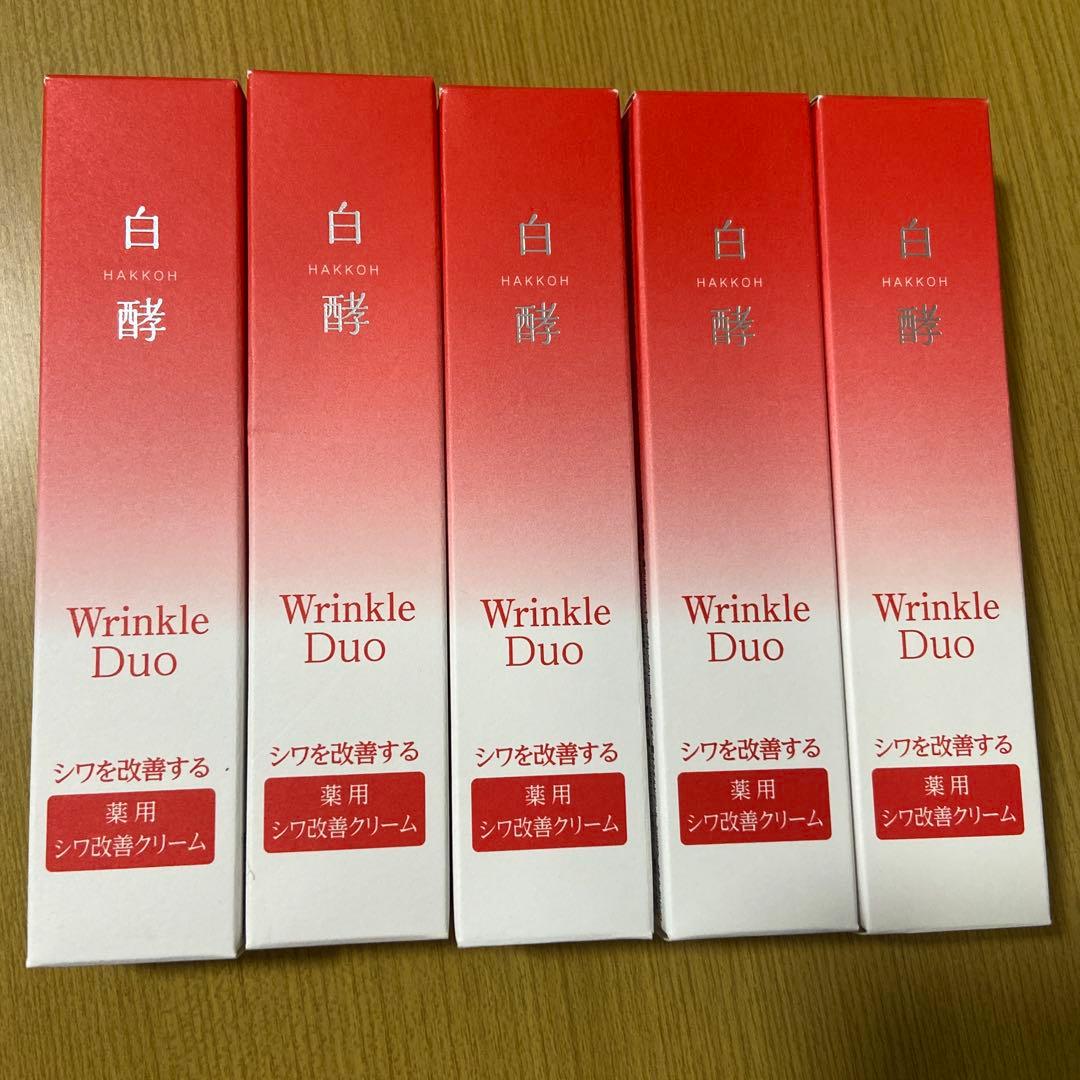 白
HAKKOH
酵
Wrinkle
Duo
シワを改善する
薬用
シワ改善クリーム
白
HAKKOH
酵
Wrinkle
Duo
シワを改善する
薬用
シワ改善クリーム
白
HAKKOH
酵
Wrinkle
Duo
シワを改善する
薬用
シワ改善クリーム
白
HAKKOH
酵
Wrinkle
Duo
シワを改善する
薬用
シワ改善クリーム
白
HAKKOH
酵
Wrinkle
Duo
シワを改善する
薬用
シワ改善クリーム